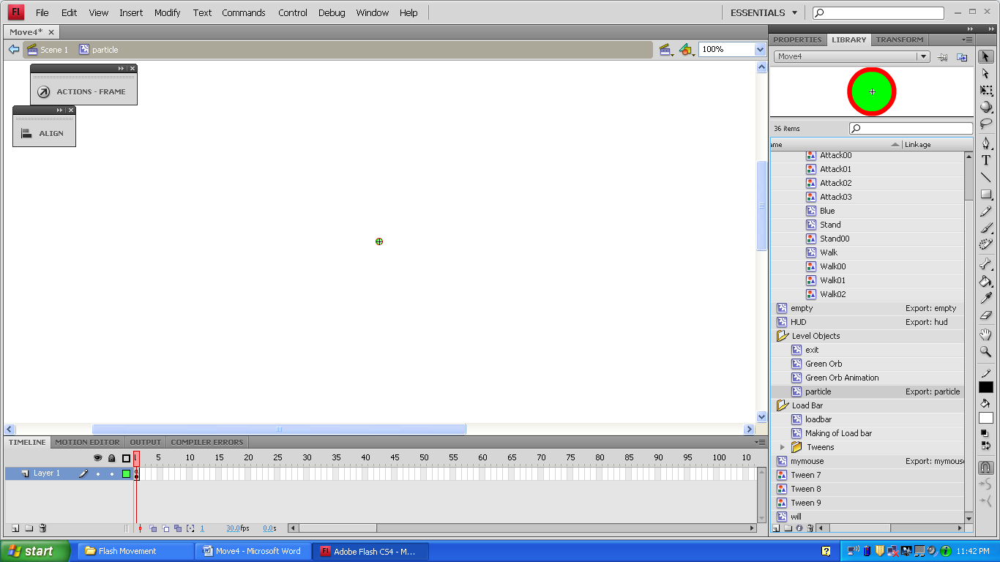 Fl File Edit View Insert Modify Text Commands Control Debug Window Help ESSENTIALS
Move4*
Scene 1 particle 100%
ACTIONS - FRAME
ALIGN
PROPERTIES LIBRARY TRANSFORM
Move4
36 items
ame Linkage
Attack00
Attack01
Attack02
Attack03
Blue
Stand
Stand00
Walk
Walk00
Walk01
Walk02
empty Export: empty
HUD Export: hud
Level Objects
exit
Green Orb
Green Orb Animation
particle Export: particle
Load Bar
loadbar
Making of Load bar
Tweens
mymouse Export: mymous
Tween 7
Tween 8
Tween 9
will
T
TIMELINE MOTION EDITOR OUTPUT COMPILER ERRORS
1 5 10 15 20 25 30 35 40 45 50 55 60 65 70 75 80 85 90 95 100 10
Layer 1
1 30.0fps 0.0s
start Flash Movement Move4 - Microsoft Word Fl Adobe Flash CS4 - M... 11:42 PM